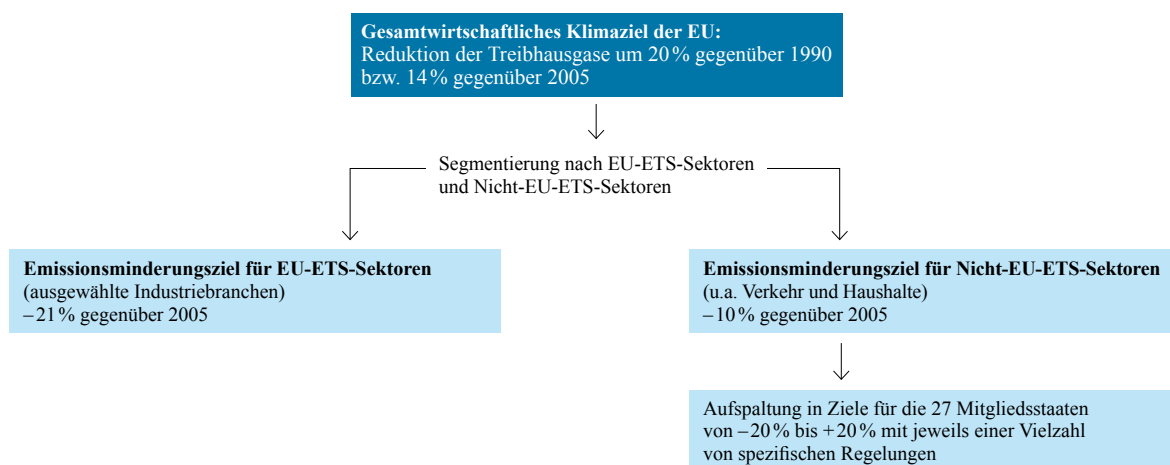 Gesamtwirtschaftliches Klimaziel der EU:
Reduktion der Treibhausgase um 20 % gegenüber 1990
bzw. 14 % gegenüber 2005
Segmentierung nach EU-ETS-Sektoren
und Nicht-EU-ETS-Sektoren
Emissionsminderungsziel für EU-ETS-Sektoren
(ausgewählte Industriebranchen)
–21 % gegenüber 2005
Emissionsminderungsziel für Nicht-EU-ETS-Sektoren
(u.a. Verkehr und Haushalte)
–10 % gegenüber 2005
Aufspaltung in Ziele für die 27 Mitgliedsstaaten
von –20 % bis +20 % mit jeweils einer Vielzahl
von spezifischen Regelungen